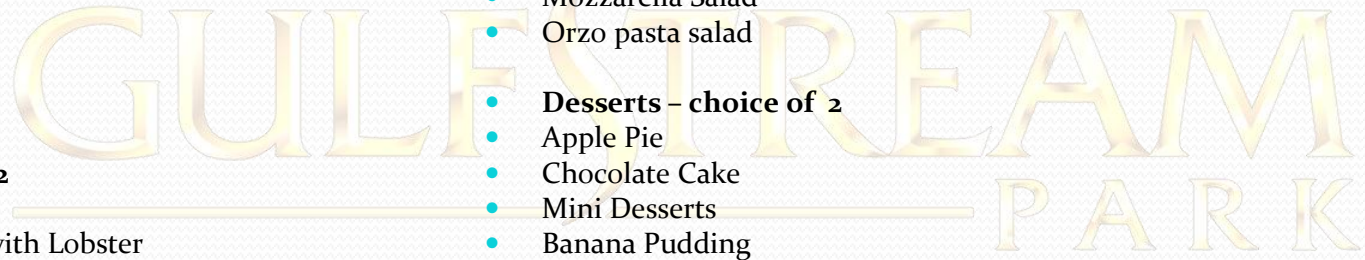 Mozzarella Salad
Orzo pasta salad
Desserts – choice of 2
Apple Pie
Chocolate Cake
Mini Desserts
Banana Pudding
2
with Lobster
GULFSTREAM
PARK